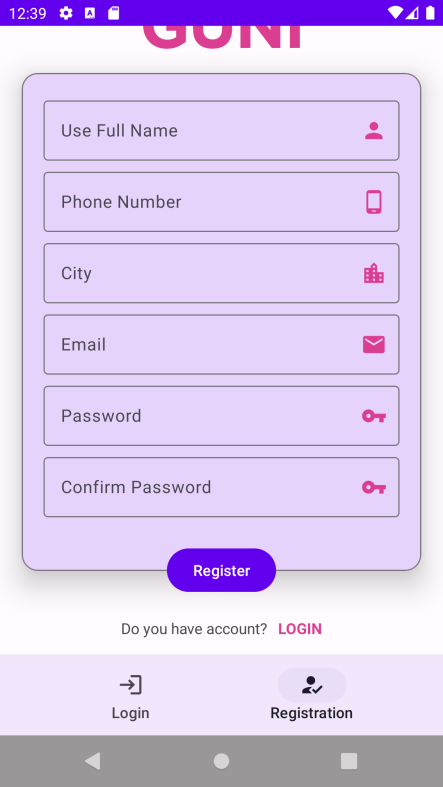 12:39
GUNI
Use Full Name
Phone Number
City
Email
Password
Confirm Password
Register
Do you have account? LOGIN
Login
Registration